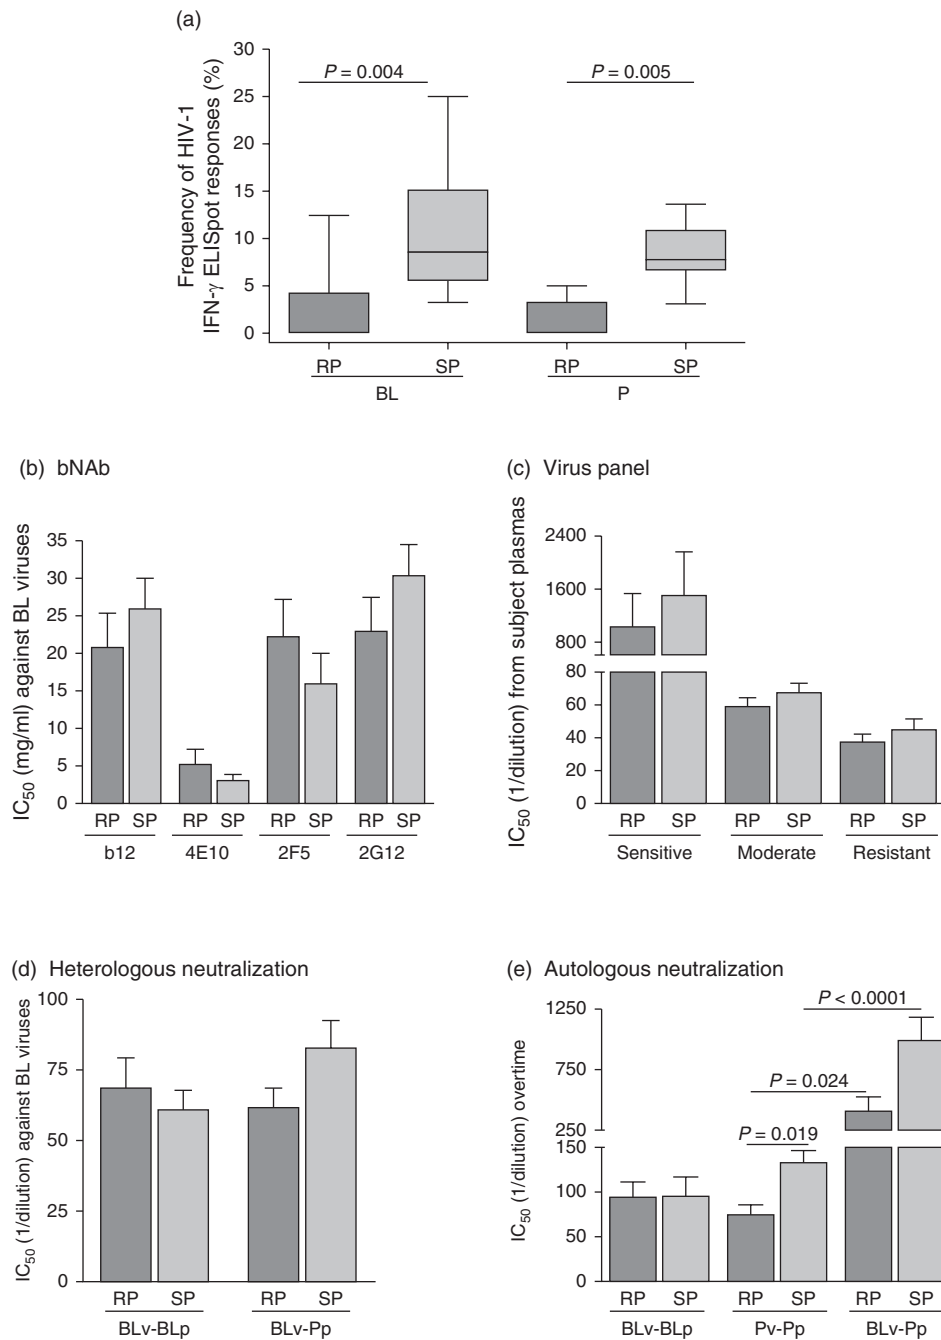 (a)
Frequency of HIV-1
IFN-γ ELISpot responses (%)
30
25
20
15
10
5
0
P = 0.004
P = 0.005
RP SP RP SP
BL P
(b) bNAb
IC50 (mg/ml) against BL viruses
35
30
25
20
15
10
5
0
RP SP RP SP RP SP RP SP
b12 4E10 2F5 2G12
(c) Virus panel
IC50 (1/dilution) from subject plasmas
2400
1600
800
80
60
40
20
0
RP SP RP SP RP SP
Sensitive Moderate Resistant
(d) Heterologous neutralization
IC50 (1/dilution) against BL viruses
100
75
50
25
0
RP SP RP SP
BLv-BLp BLv-Pp
(e) Autologous neutralization
IC50 (1/dilution) overtime
1250
750
250
150
100
50
0
P < 0.0001
P = 0.024
P = 0.019
RP SP RP SP RP SP
BLv-BLp Pv-Pp BLv-Pp